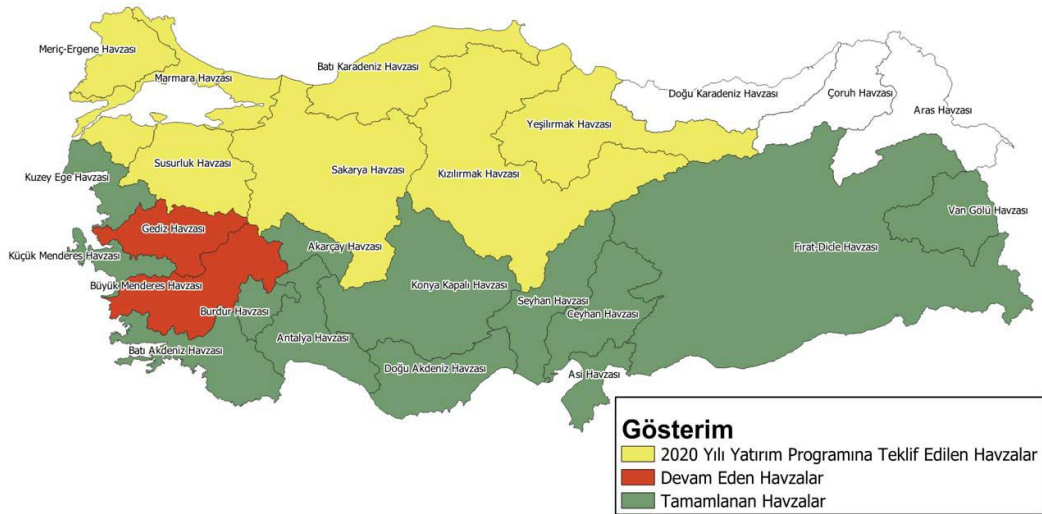 Meriç-Ergene Havzası
Marmara Havzası
Batı Karadeniz Havzası
Doğu Karadeniz Havzası
Çoruh Havzası
Aras Havzası
Yeşilırmak Havzası
Susurluk Havzası
Sakarya Havzası
Kızılırmak Havzası
Kuzey Ege Havzası
Van Gölü Havzası
Gediz Havzası
Akarçay Havzası
Fırat-Dicle Havzası
Küçük Menderes Havzası
Büyük Menderes Havzası
Konya Kapalı Havzası
Seyhan Havzası
Burdur Havzası
Ceyhan Havzası
Antalya Havzası
Batı Akdeniz Havzası
Doğu Akdeniz Havzası
Asi Havzası
Gösterim
2020 Yılı Yatırım Programına Teklif Edilen Havzalar
Devam Eden Havzalar
Tamamlanan Havzalar